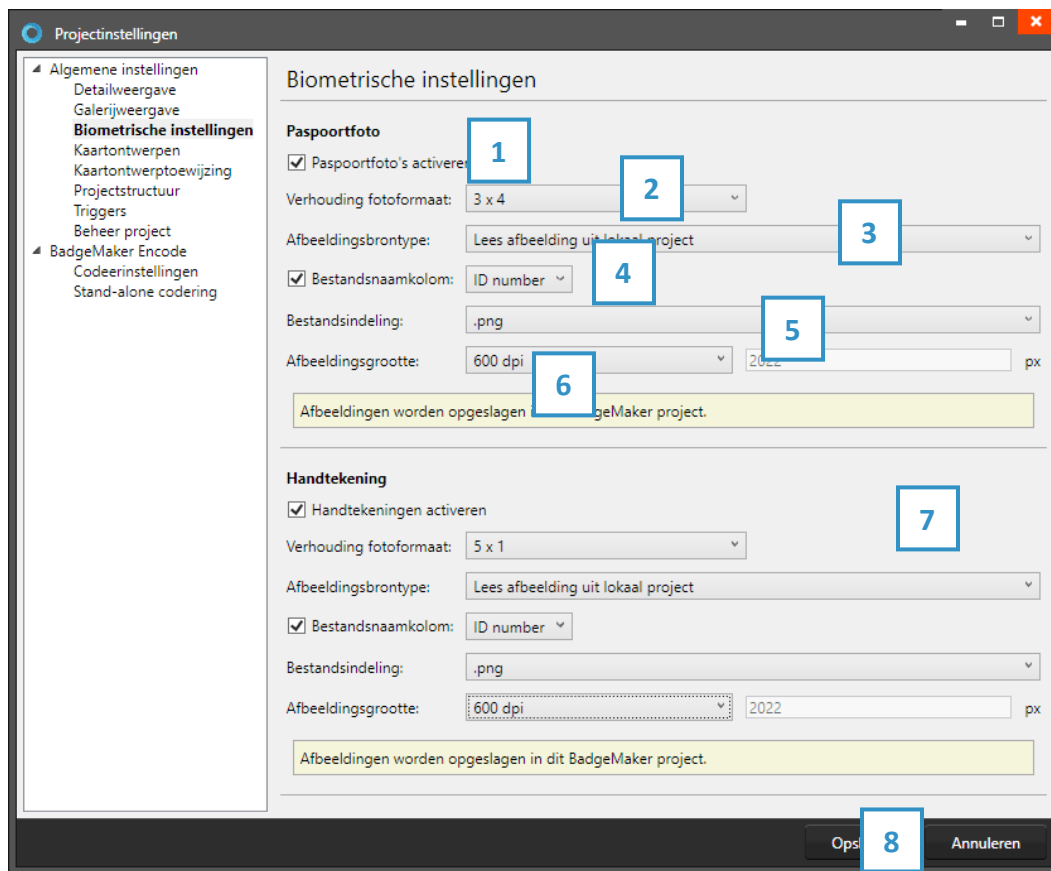 Projectinstellingen
Algemene instellingen
Detailweergave
Galerijweergave
Biometrische instellingen
Kaartontwerpen
Kaartontwerptoewijzing
Projectstructuur
Triggers
Beheer project
BadgeMaker Encode
Codeerinstellingen
Stand-alone codering
Biometrische instellingen
Paspoortfoto
1
Paspoortfoto's activeren
2
Verhouding fotoformaat: 3 x 4
3
Afbeeldingsbrontype: Lees afbeelding uit lokaal project
4
Bestandsnaamkolom: ID number
5
Bestandsindeling: .png
Afbeeldingsgrootte: 600 dpi 2022 px
6
Afbeeldingen worden opgeslagen project.
Handtekening
7
Handtekeningen activeren
Verhouding fotoformaat: 5 x 1
Afbeeldingsbrontype: Lees afbeelding uit lokaal project
Bestandsnaamkolom: ID number
Bestandsindeling: .png
Afbeeldingsgrootte: 600 dpi 2022 px
Afbeeldingen worden opgeslagen in dit BadgeMaker project.
8 Annuleren